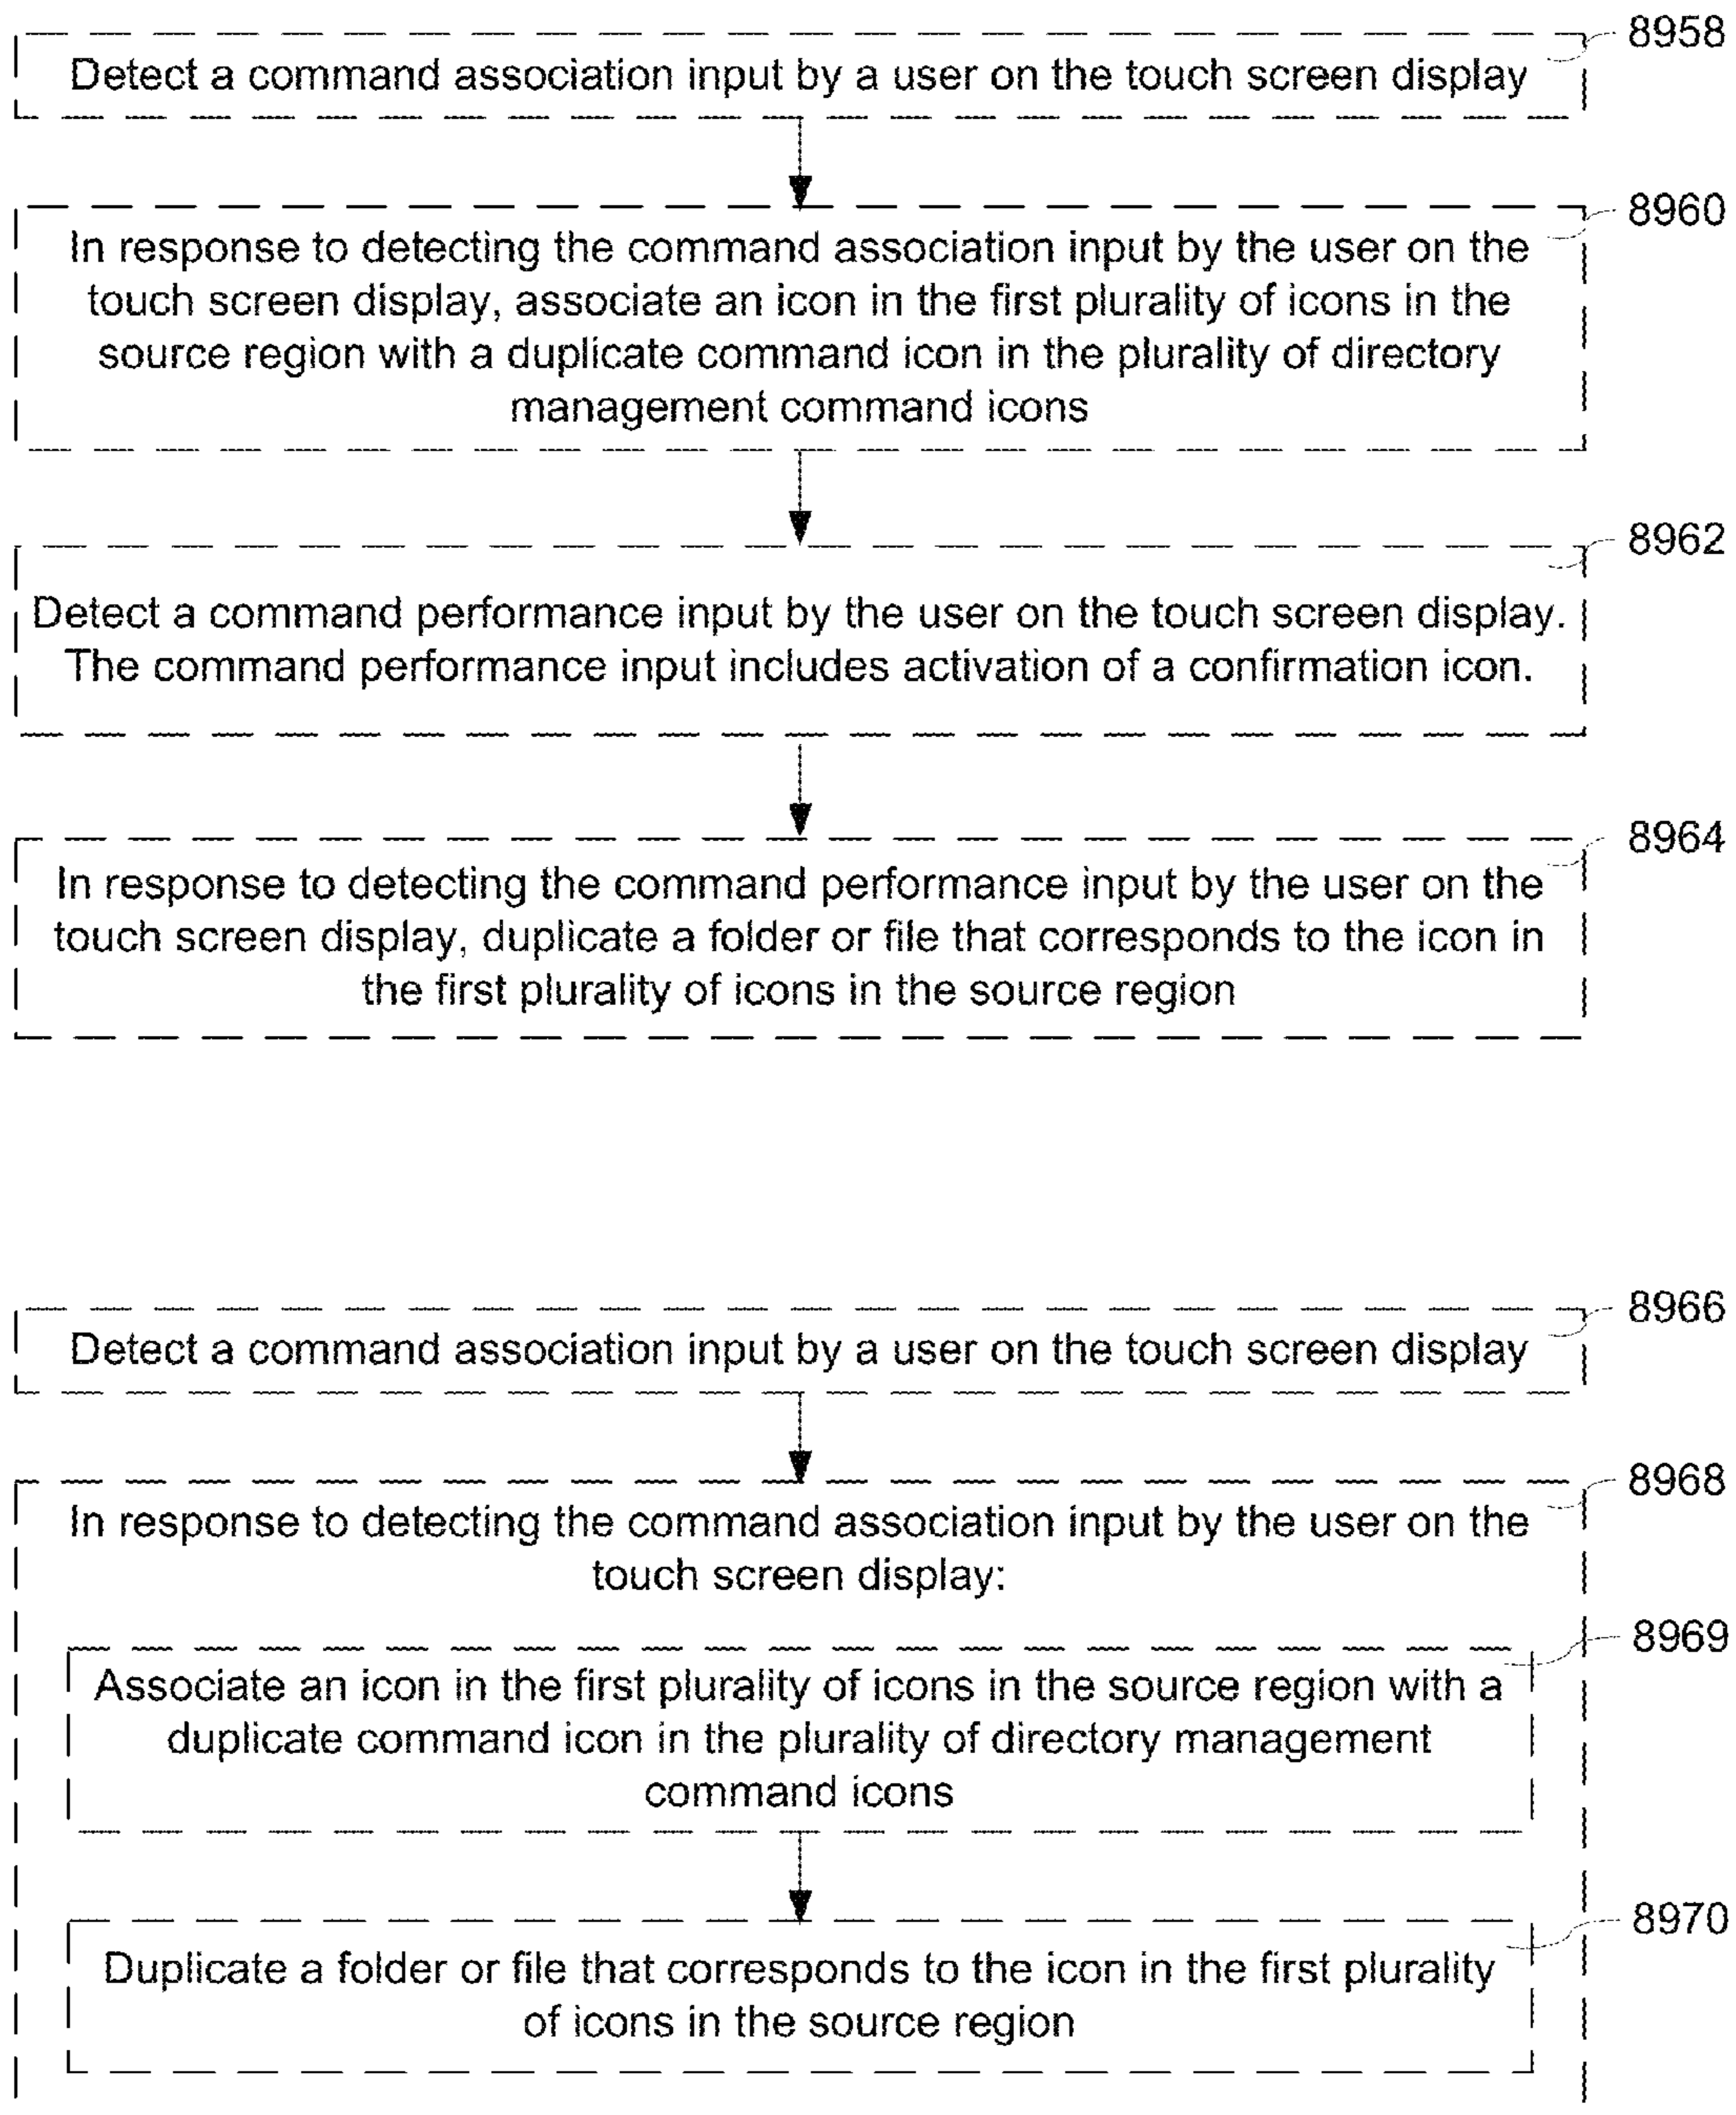 8958
Detect a command association input by a user on the touch screen display
8960
In response to detecting the command association input by the user on the
touch screen display, associate an icon in the first plurality of icons in the
source region with a duplicate command icon in the plurality of directory
management command icons
8962
Detect a command performance input by the user on the touch screen display.
The command performance input includes activation of a confirmation icon.
8964
In response to detecting the command performance input by the user on the
touch screen display, duplicate a folder or file that corresponds to the icon in
the first plurality of icons in the source region
8966
Detect a command association input by a user on the touch screen display
8968
In response to detecting the command association input by the user on the
touch screen display:
8969
Associate an icon in the first plurality of icons in the source region with a
duplicate command icon in the plurality of directory management
command icons
8970
Duplicate a folder or file that corresponds to the icon in the first plurality
of icons in the source region